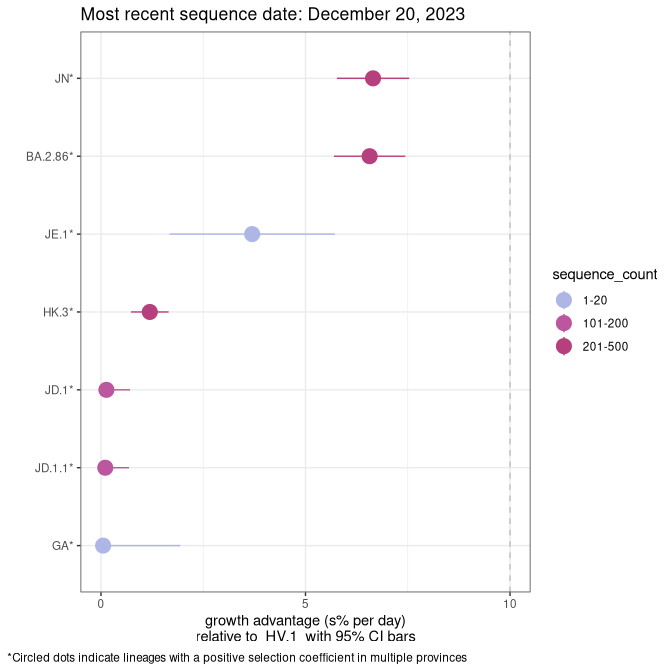 Most recent sequence date: December 20, 2023
JN*
BA.2.86*
JE.1*
HK.3*
JD.1*
JD.1.1*
GA*
0 5 10
growth advantage (s% per day)
relative to HV.1 with 95% CI bars
sequence_count
1-20
101-200
201-500
*Circled dots indicate lineages with a positive selection coefficient in multiple provinces